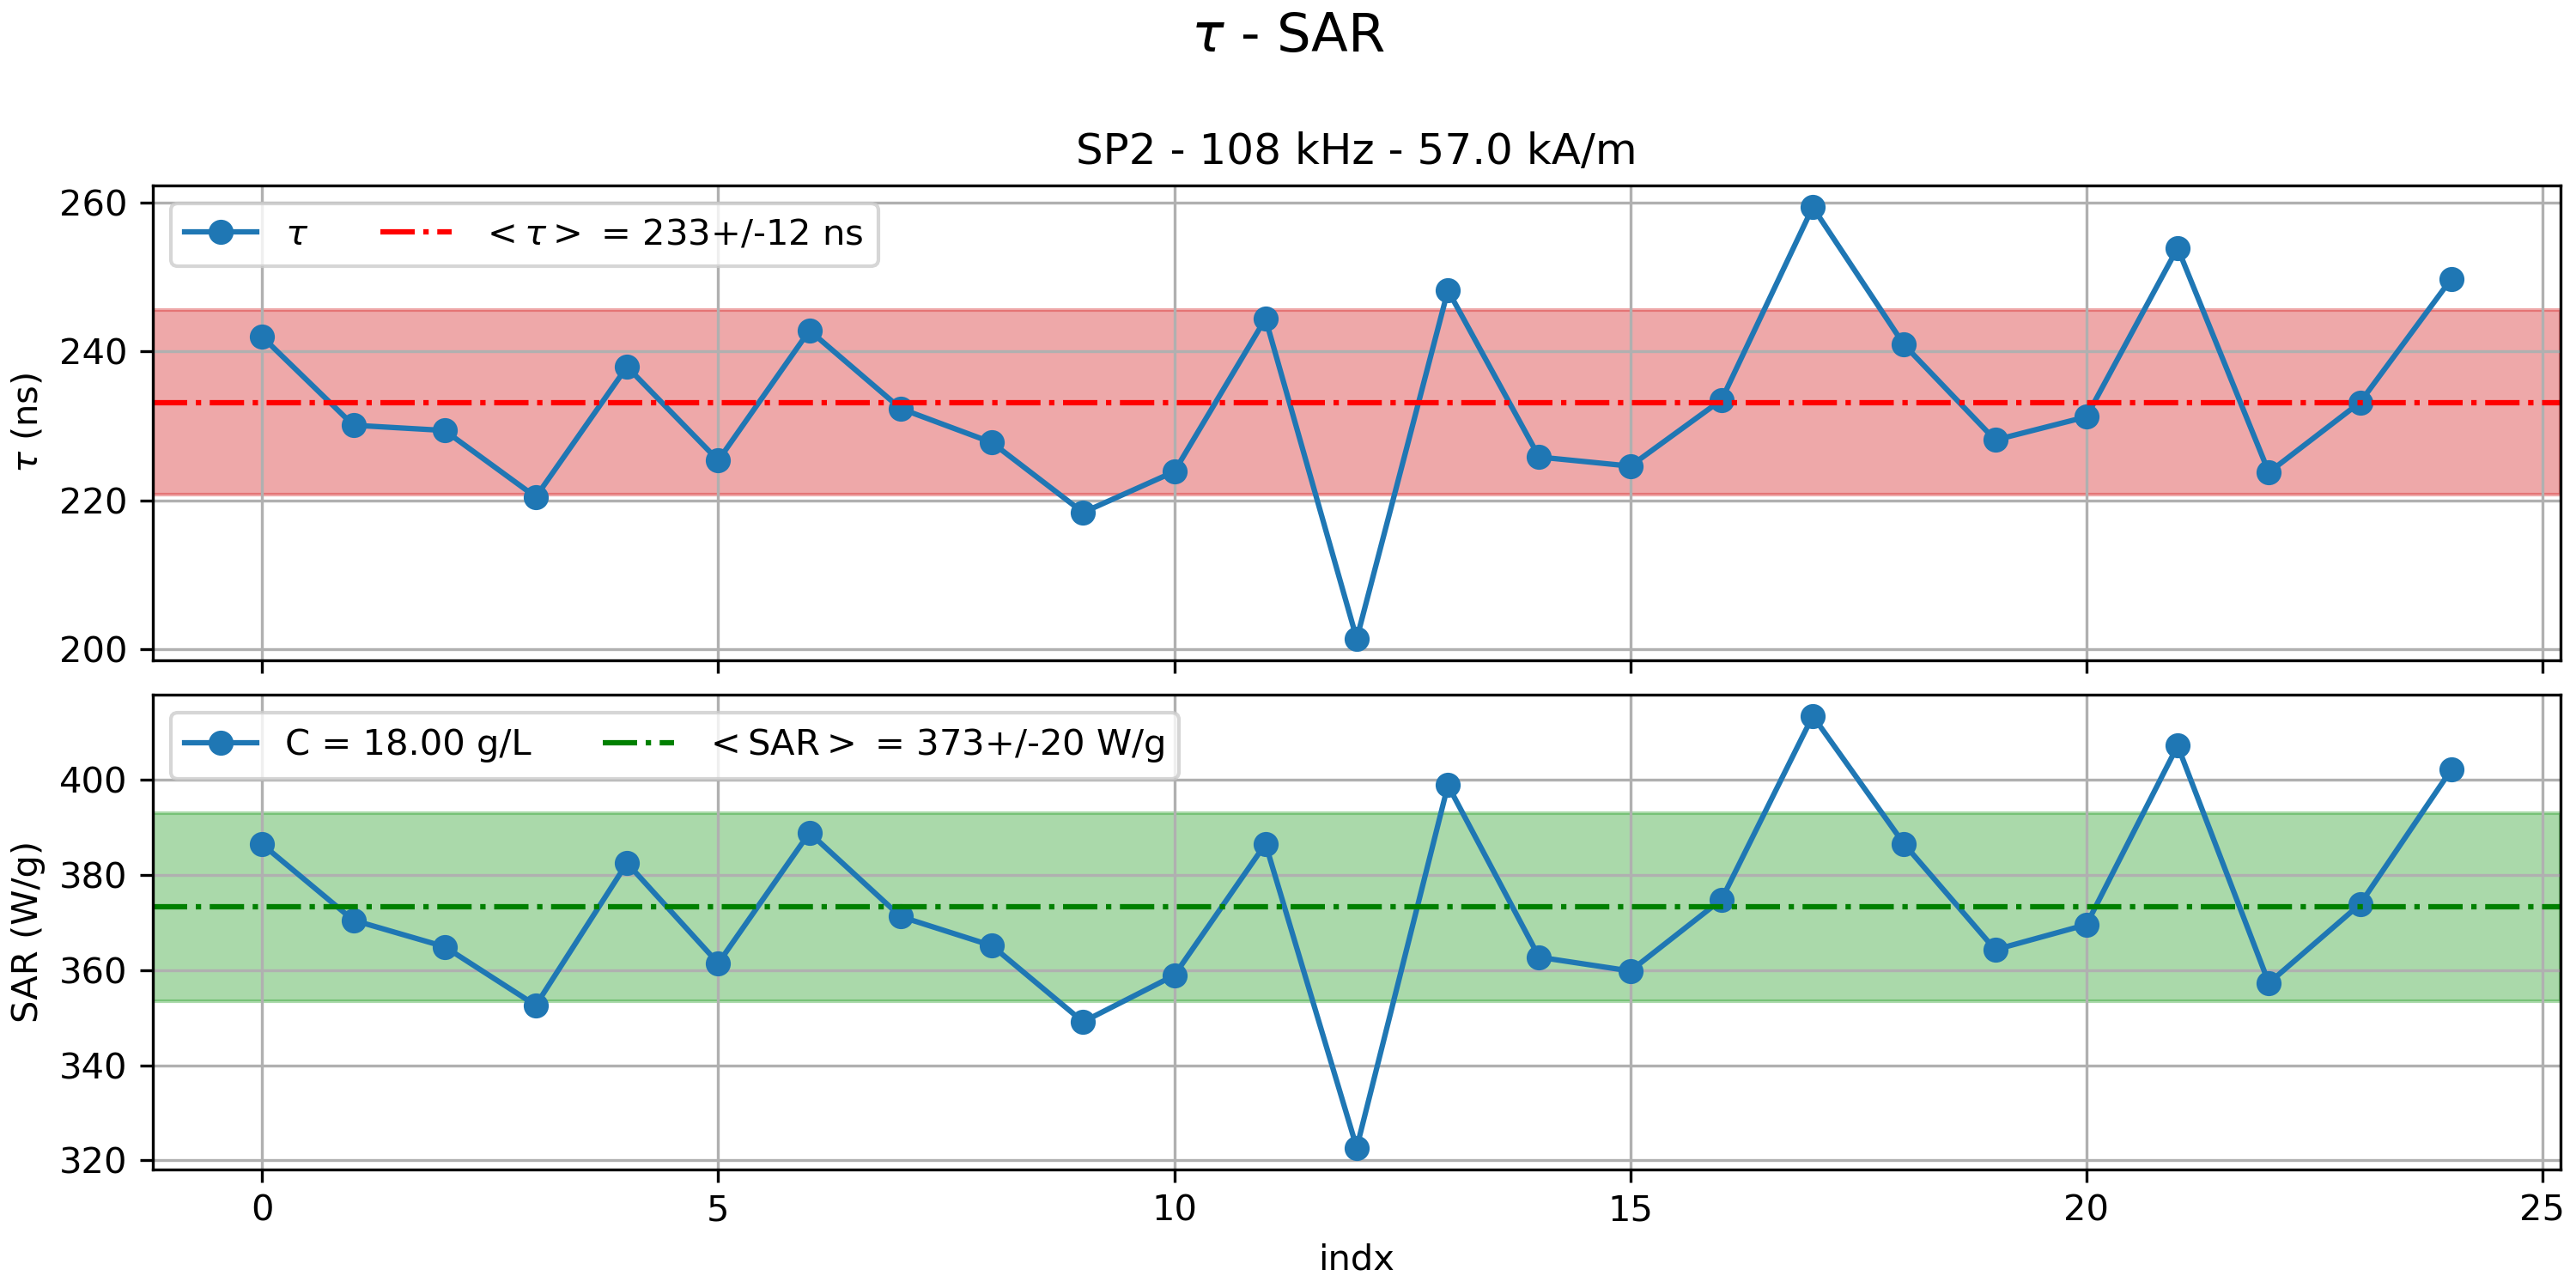 τ - SAR
SP2 - 108 kHz - 57.0 kA/m
260
240
220
200
τ (ns)
τ
<τ> = 233+/-12 ns
400
380
360
340
320
SAR (W/g)
C = 18.00 g/L
<SAR> = 373+/-20 W/g
0 5 10 15 20 25
indx